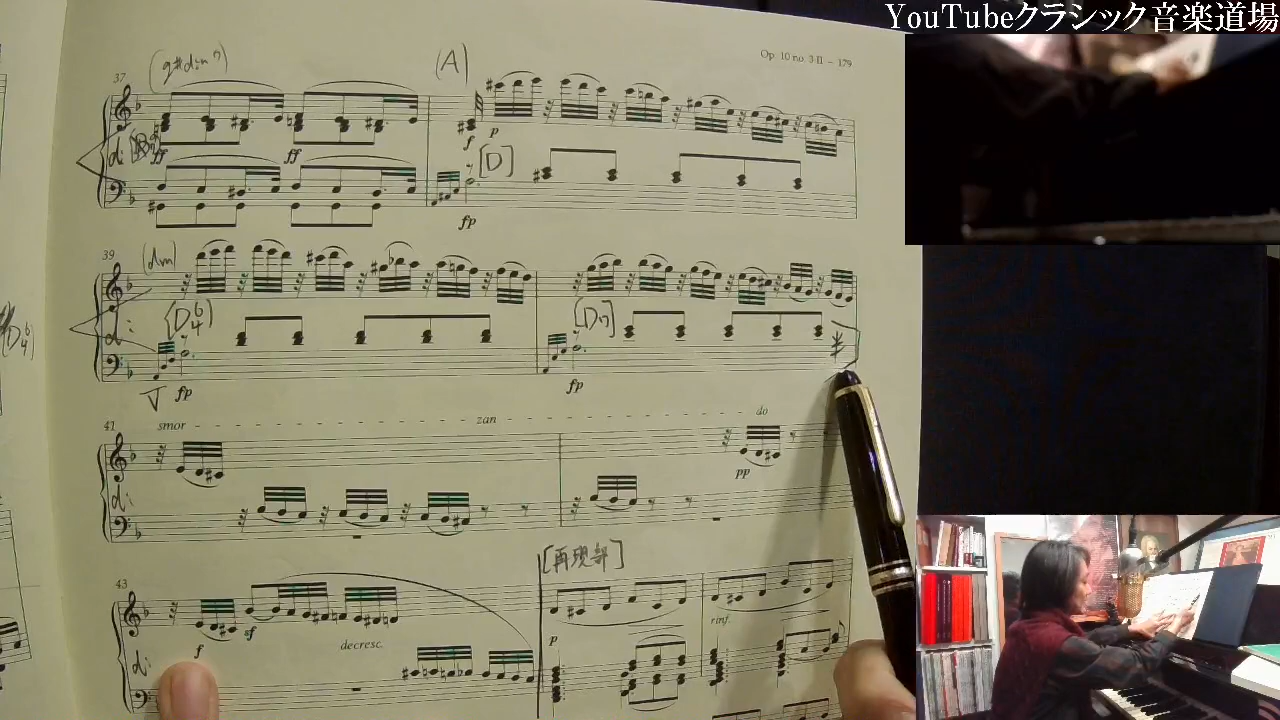 YouTubeクラシック音楽道場
Op. 10 no. 3·II – 179
37
(g#dim7)
(A)
ff
ff
f
p
[D]
fp
39
(dm)
d:
[D6/4]
[D7]
fp
fp
41
smor
zan
do
d:
pp
43
[再現部]
d:
f
sf
decresc.
p
rinf.